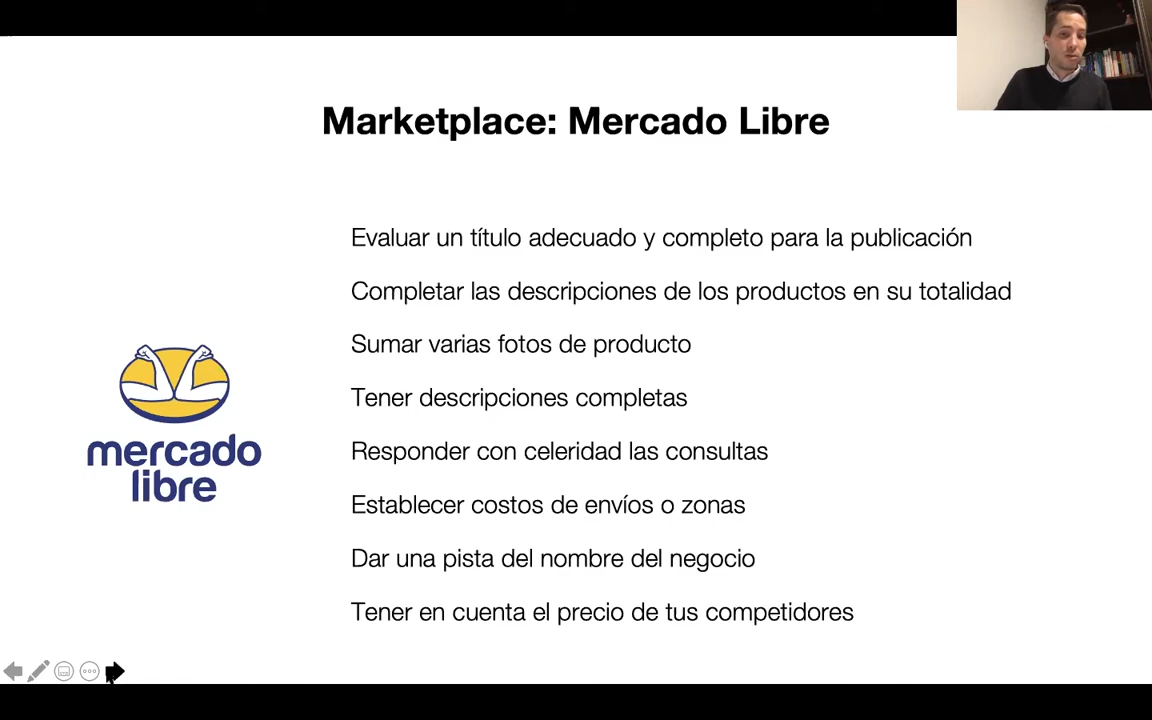 Marketplace: Mercado Libre
Evaluar un título adecuado y completo para la publicación
Completar las descripciones de los productos en su totalidad
Sumar varias fotos de producto
Tener descripciones completas
Responder con celeridad las consultas
Establecer costos de envíos o zonas
Dar una pista del nombre del negocio
Tener en cuenta el precio de tus competidores
mercado
libre